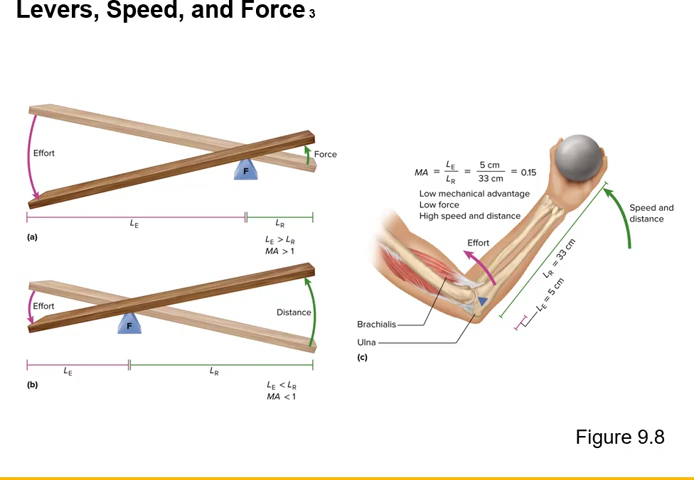 Levers, Speed, and Force 3
Effort
Force
F
LE
LR
(a)
LE > LR
MA > 1
Effort
Distance
F
LE
LR
(b)
LE < LR
MA < 1
MA = LE / LR = 5 cm / 33 cm = 0.15
Low mechanical advantage
Low force
High speed and distance
Effort
Speed and
distance
LR = 33 cm
LE = 5 cm
Brachialis
Ulna
(c)
Figure 9.8